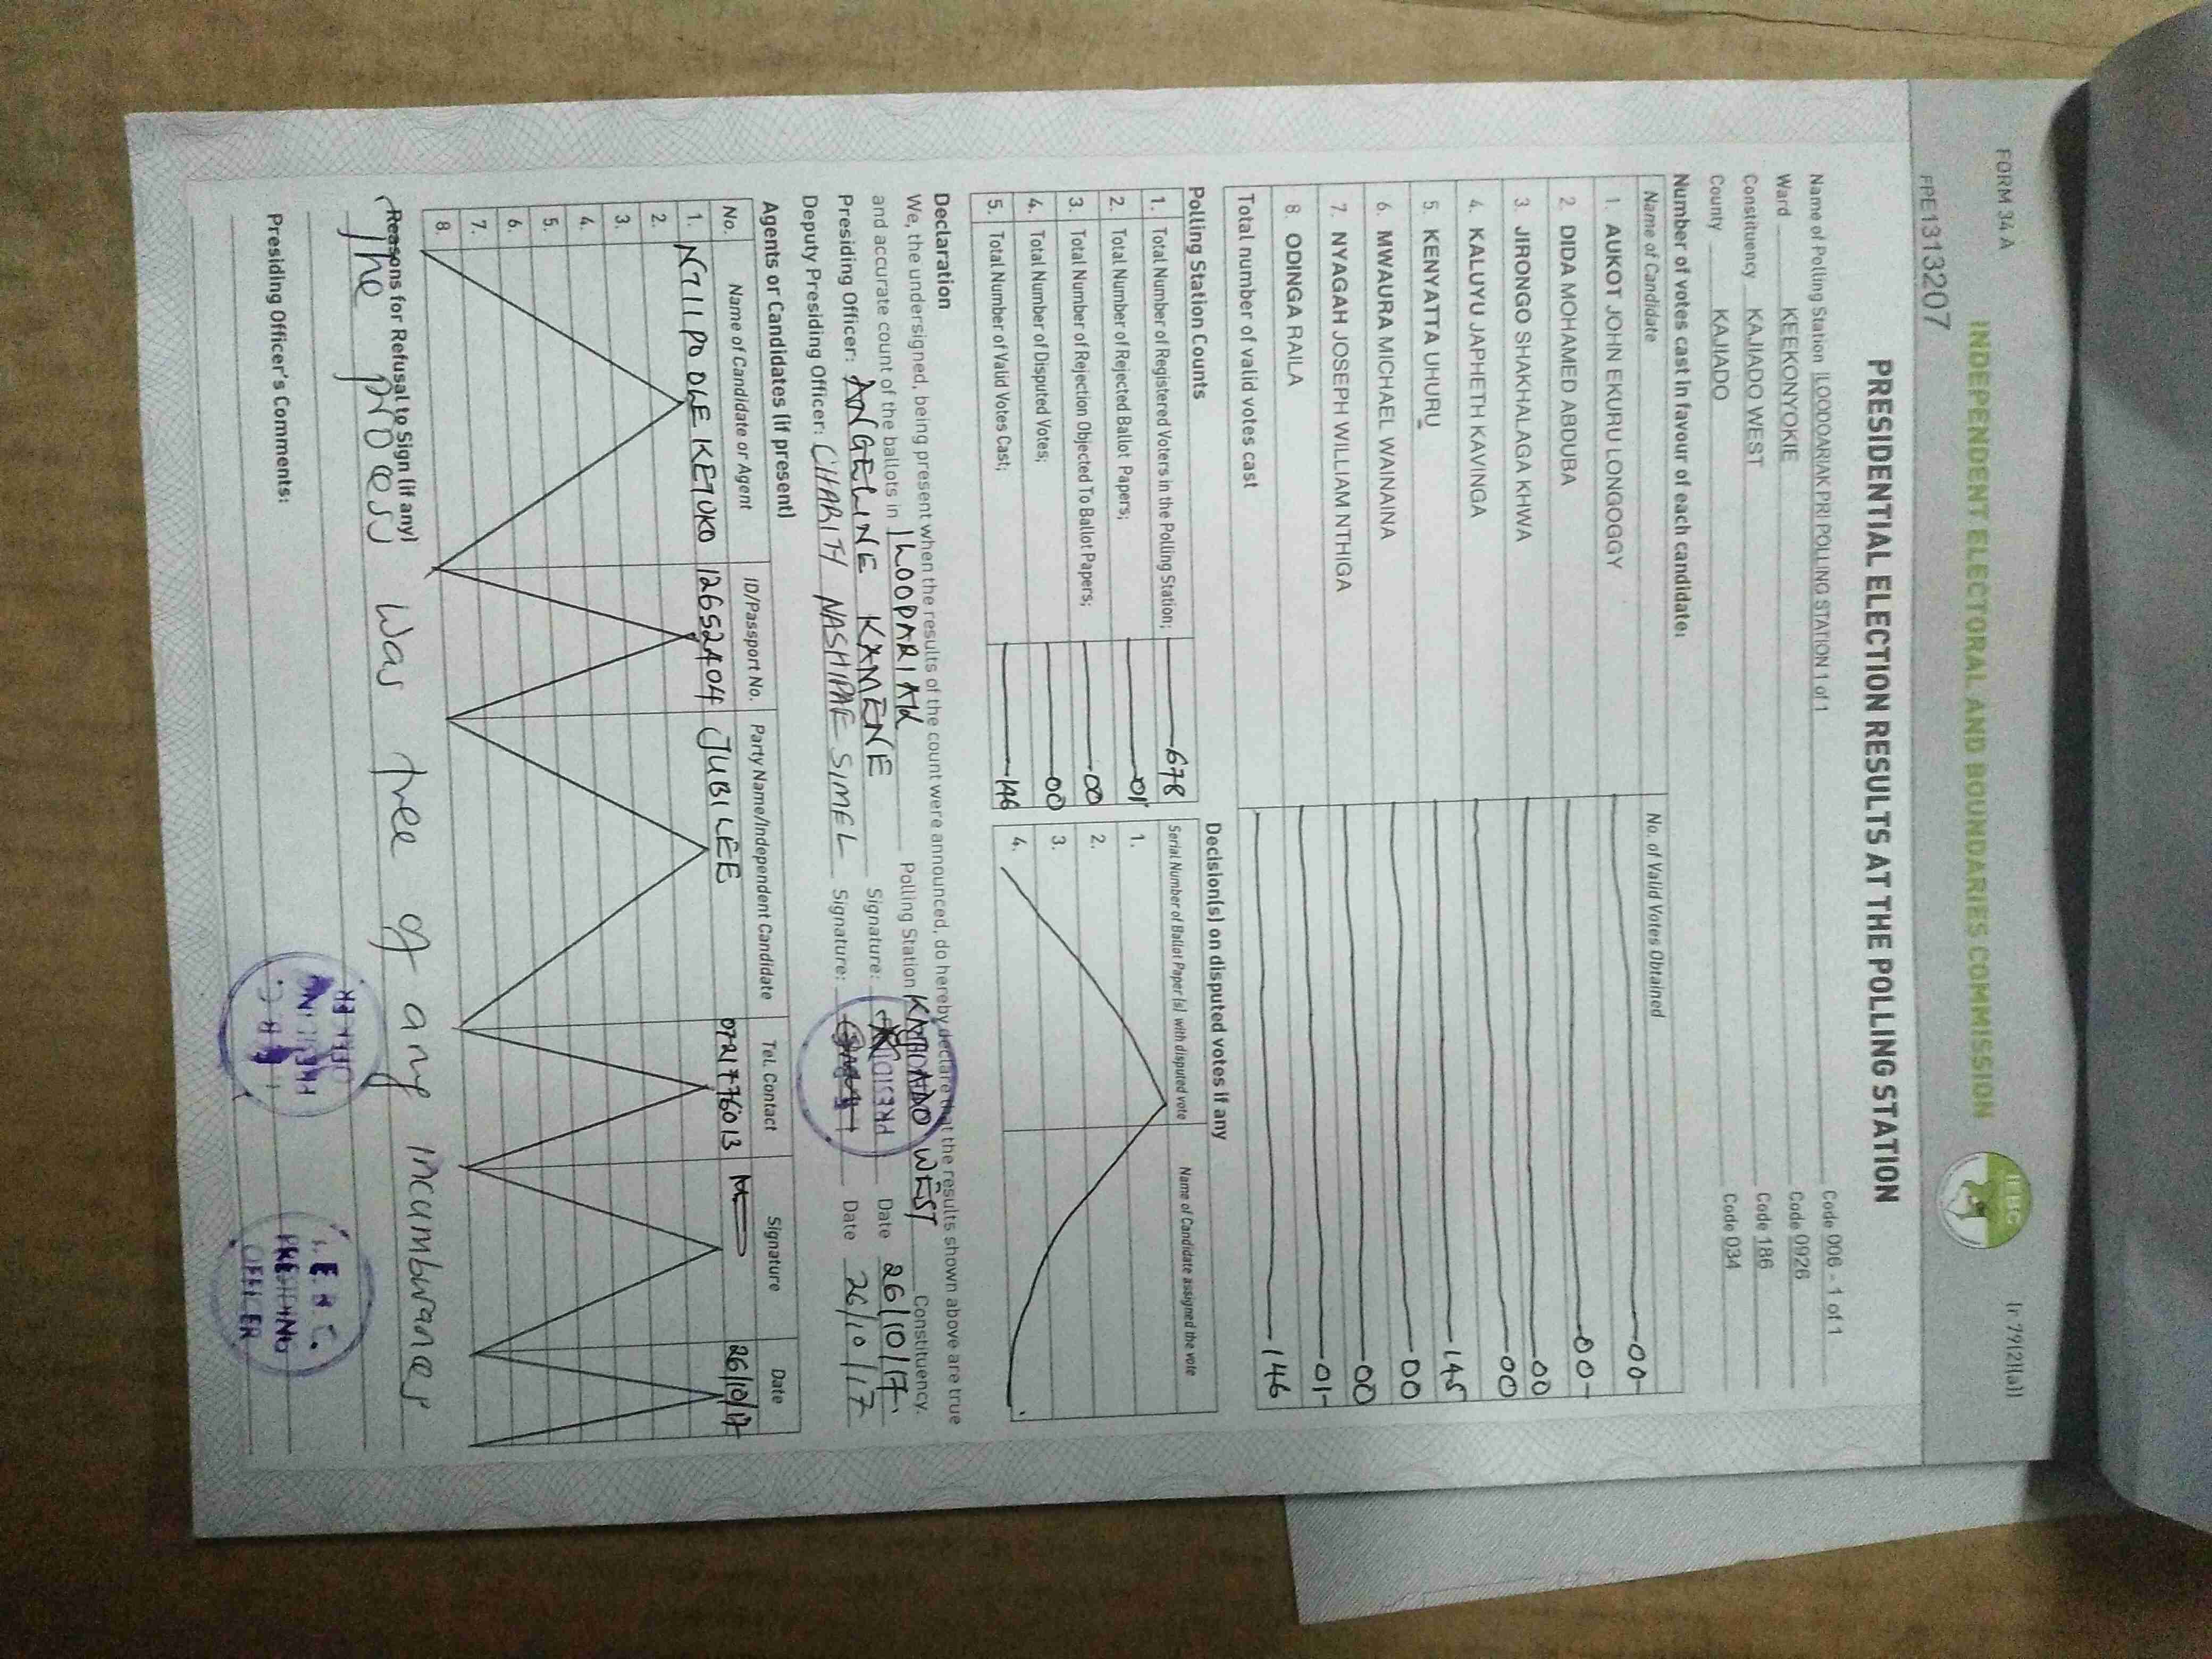 FORM 34 A
[r 79(2)(a)]
INDEPENDENT ELECTORAL AND BOUNDARIES COMMISSION
IEBC
FPE1313207
PRESIDENTIAL ELECTION RESULTS AT THE POLLING STATION
Name of Polling Station ILOODOARIAK PRI POLLING STATION 1 of 1 Code 006 - 1 of 1
Ward KEEKONYOKIE Code 0926
Constituency KAJIADO WEST Code 186
County KAJIADO Code 034
Number of votes cast in favour of each candidate:
Name of Candidate No. of Valid Votes Obtained
1. AUKOT JOHN EKURU LONGOGGY 00
2. DIDA MOHAMED ABDUBA 00
3. JIRONGO SHAKHALAGA KHWA 00
4. KALUYU JAPHETH KAVINGA 00
5. KENYATTA UHURU 145
6. MWAURA MICHAEL WAINAINA 00
7. NYAGAH JOSEPH WILLIAM NTHIGA 00
8. ODINGA RAILA 01
Total number of valid votes cast 146
Polling Station Counts
1. Total Number of Registered Voters in the Polling Station; 678
2. Total Number of Rejected Ballot Papers; 01
3. Total Number of Rejection Objected To Ballot Papers; 00
4. Total Number of Disputed Votes; 00
5. Total Number of Valid Votes Cast; 146
Decision(s) on disputed votes if any
Serial Number of Ballot Paper (s) with disputed vote Name of Candidate assigned the vote
1.
2.
3.
4.
Declaration
We, the undersigned, being present when the results of the count were announced, do hereby declare that the results shown above are true
and accurate count of the ballots in ILOODARIAK Polling Station KAJIADO WEST Constituency.
Presiding Officer: ANGELINE KAMENE Signature: Date 26/10/17
Deputy Presiding Officer: CHARITY NASHIPAE SIMEL Signature: Date 26/10/17
Agents or Candidates (if present)
No. Name of Candidate or Agent ID/Passport No. Party Name/Independent Candidate Tel. Contact Signature Date
1. NTIIPO OLE KETUKO 12652404 JUBILEE 0721776013 26/10/17
2.
3.
4.
5.
6.
7.
8.
Reasons for Refusal to Sign (if any)
The process was free of any incumburances
Presiding Officer's Comments:
PRESIDING
OFFICER
I.E.B.C.
PRESIDING
OFFICER